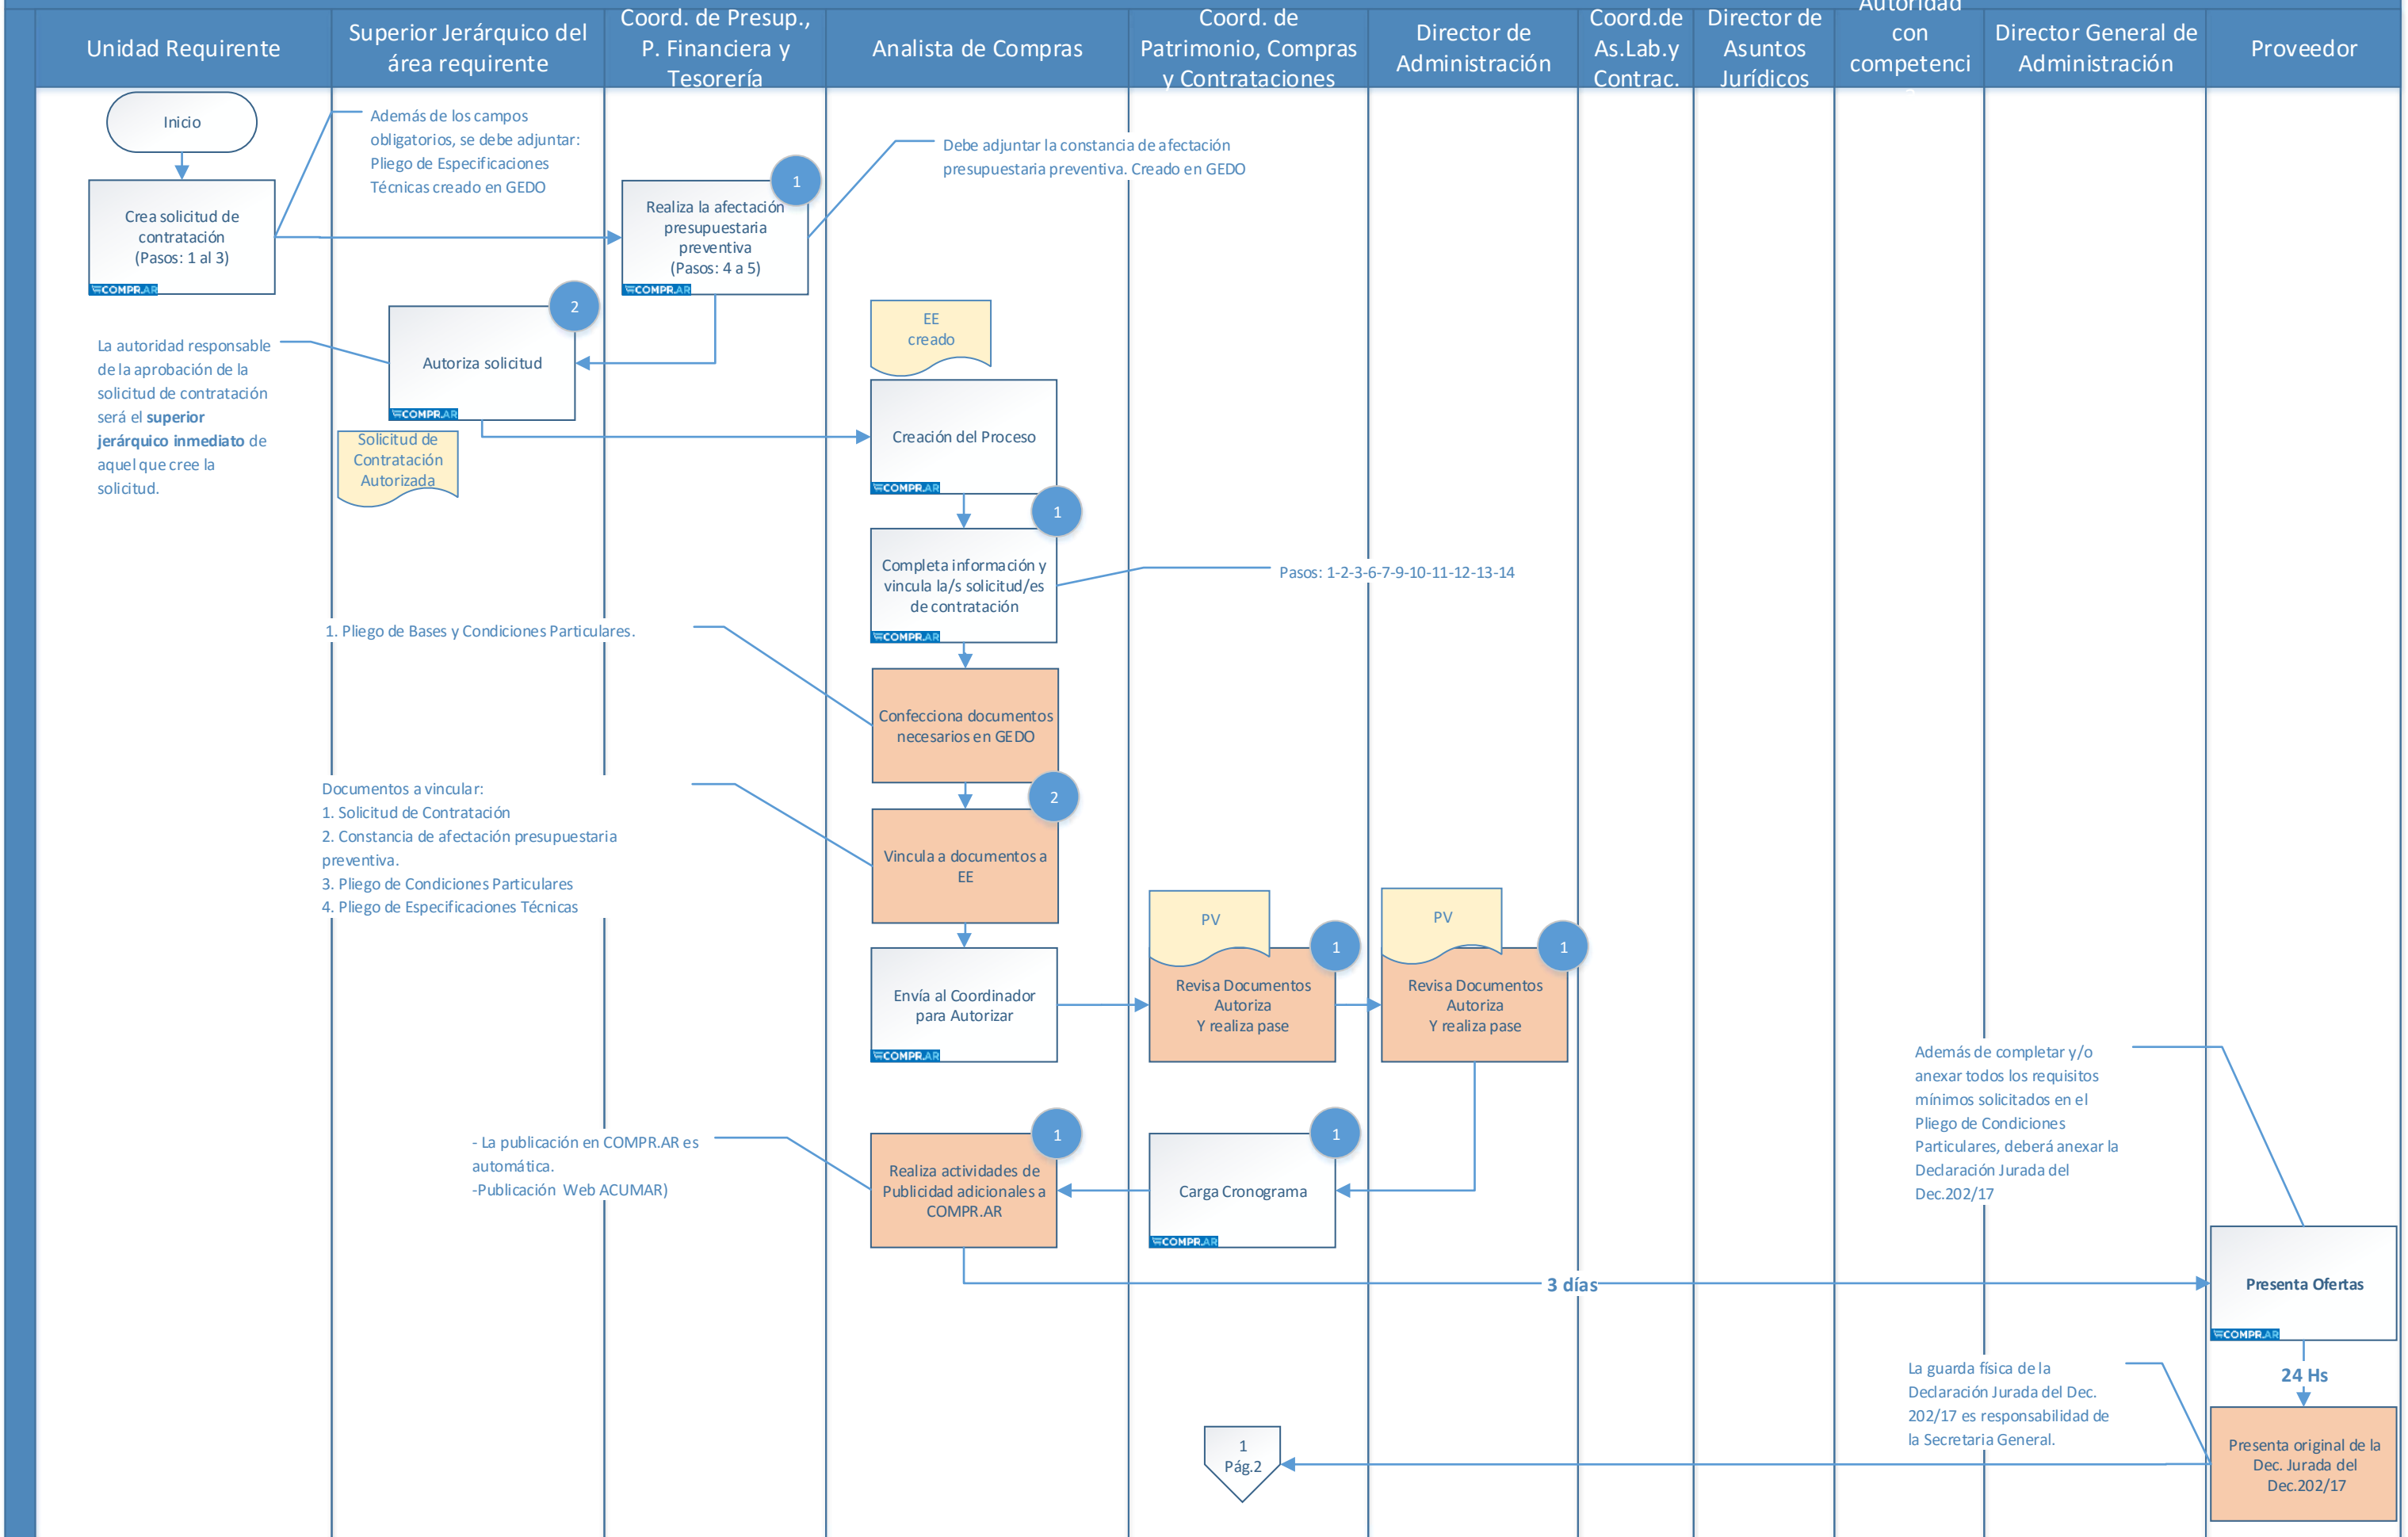 Unidad Requirente
Superior Jerárquico del
área requirente
Coord. de Presup.,
P. Financiera y
Tesorería
Analista de Compras
Coord. de
Patrimonio, Compras
y Contrataciones
Director de
Administración
Coord.de
As.Lab.y
Contrac.
Director de
Asuntos
Jurídicos
Autoridad
con
competenci
Director General de
Administración
Proveedor
Inicio
Además de los campos
obligatorios, se debe adjuntar:
Pliego de Especificaciones
Técnicas creado en GEDO
Debe adjuntar la constancia de afectación
presupuestaria preventiva. Creado en GEDO
Crea solicitud de
contratación
(Pasos: 1 al 3)
COMPR.AR
1
Realiza la afectación
presupuestaria
preventiva
(Pasos: 4 a 5)
COMPR.AR
La autoridad responsable
de la aprobación de la
solicitud de contratación
será el superior
jerárquico inmediato de
aquel que cree la
solicitud.
2
Autoriza solicitud
COMPR.AR
Solicitud de
Contratación
Autorizada
EE
creado
Creación del Proceso
COMPR.AR
1
Completa información y
vincula la/s solicitud/es
de contratación
COMPR.AR
Pasos: 1-2-3-6-7-9-10-11-12-13-14
1. Pliego de Bases y Condiciones Particulares.
Confecciona documentos
necesarios en GEDO
Documentos a vincular:
1. Solicitud de Contratación
2. Constancia de afectación presupuestaria
preventiva.
3. Pliego de Condiciones Particulares
4. Pliego de Especificaciones Técnicas
2
Vincula a documentos a
EE
Envía al Coordinador
para Autorizar
COMPR.AR
PV
1
Revisa Documentos
Autoriza
Y realiza pase
PV
1
Revisa Documentos
Autoriza
Y realiza pase
Además de completar y/o
anexar todos los requisitos
mínimos solicitados en el
Pliego de Condiciones
Particulares, deberá anexar la
Declaración Jurada del
Dec.202/17
- La publicación en COMPR.AR es
automática.
-Publicación Web ACUMAR)
1
Realiza actividades de
Publicidad adicionales a
COMPR.AR
1
Carga Cronograma
COMPR.AR
3 días
Presenta Ofertas
COMPR.AR
24 Hs
La guarda física de la
Declaración Jurada del Dec.
202/17 es responsabilidad de
la Secretaria General.
1
Pág.2
Presenta original de la
Dec. Jurada del
Dec.202/17